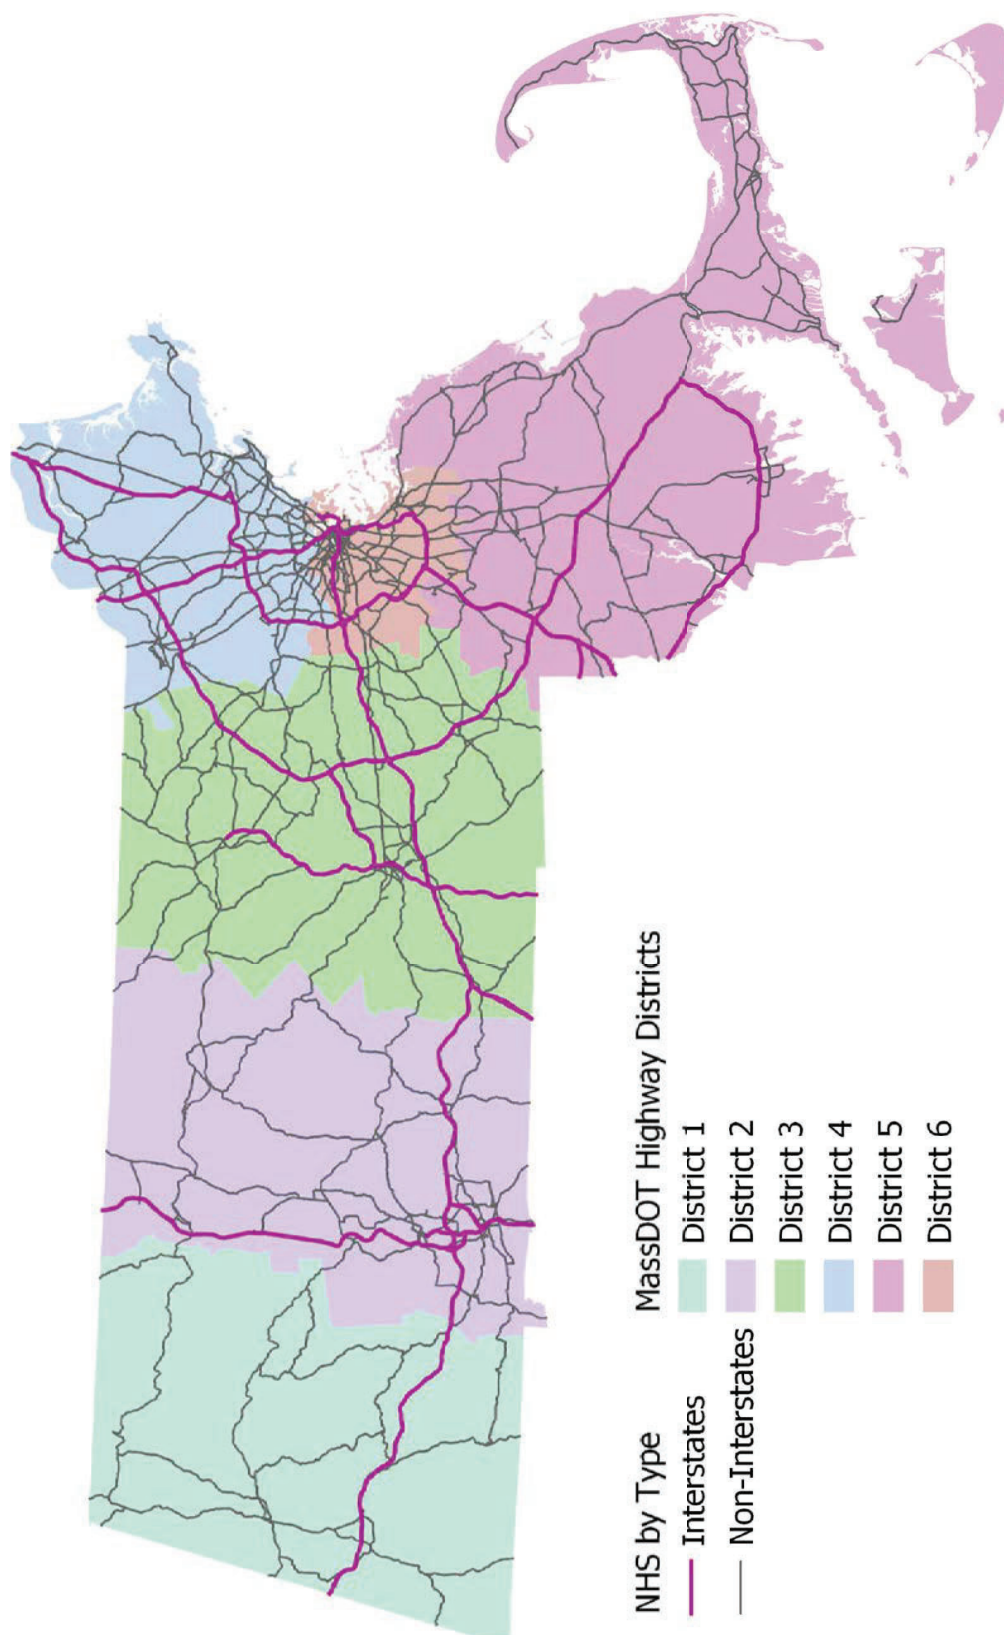 NHS by Type
Interstates
Non-Interstates
MassDOT Highway Districts
District 1
District 2
District 3
District 4
District 5
District 6